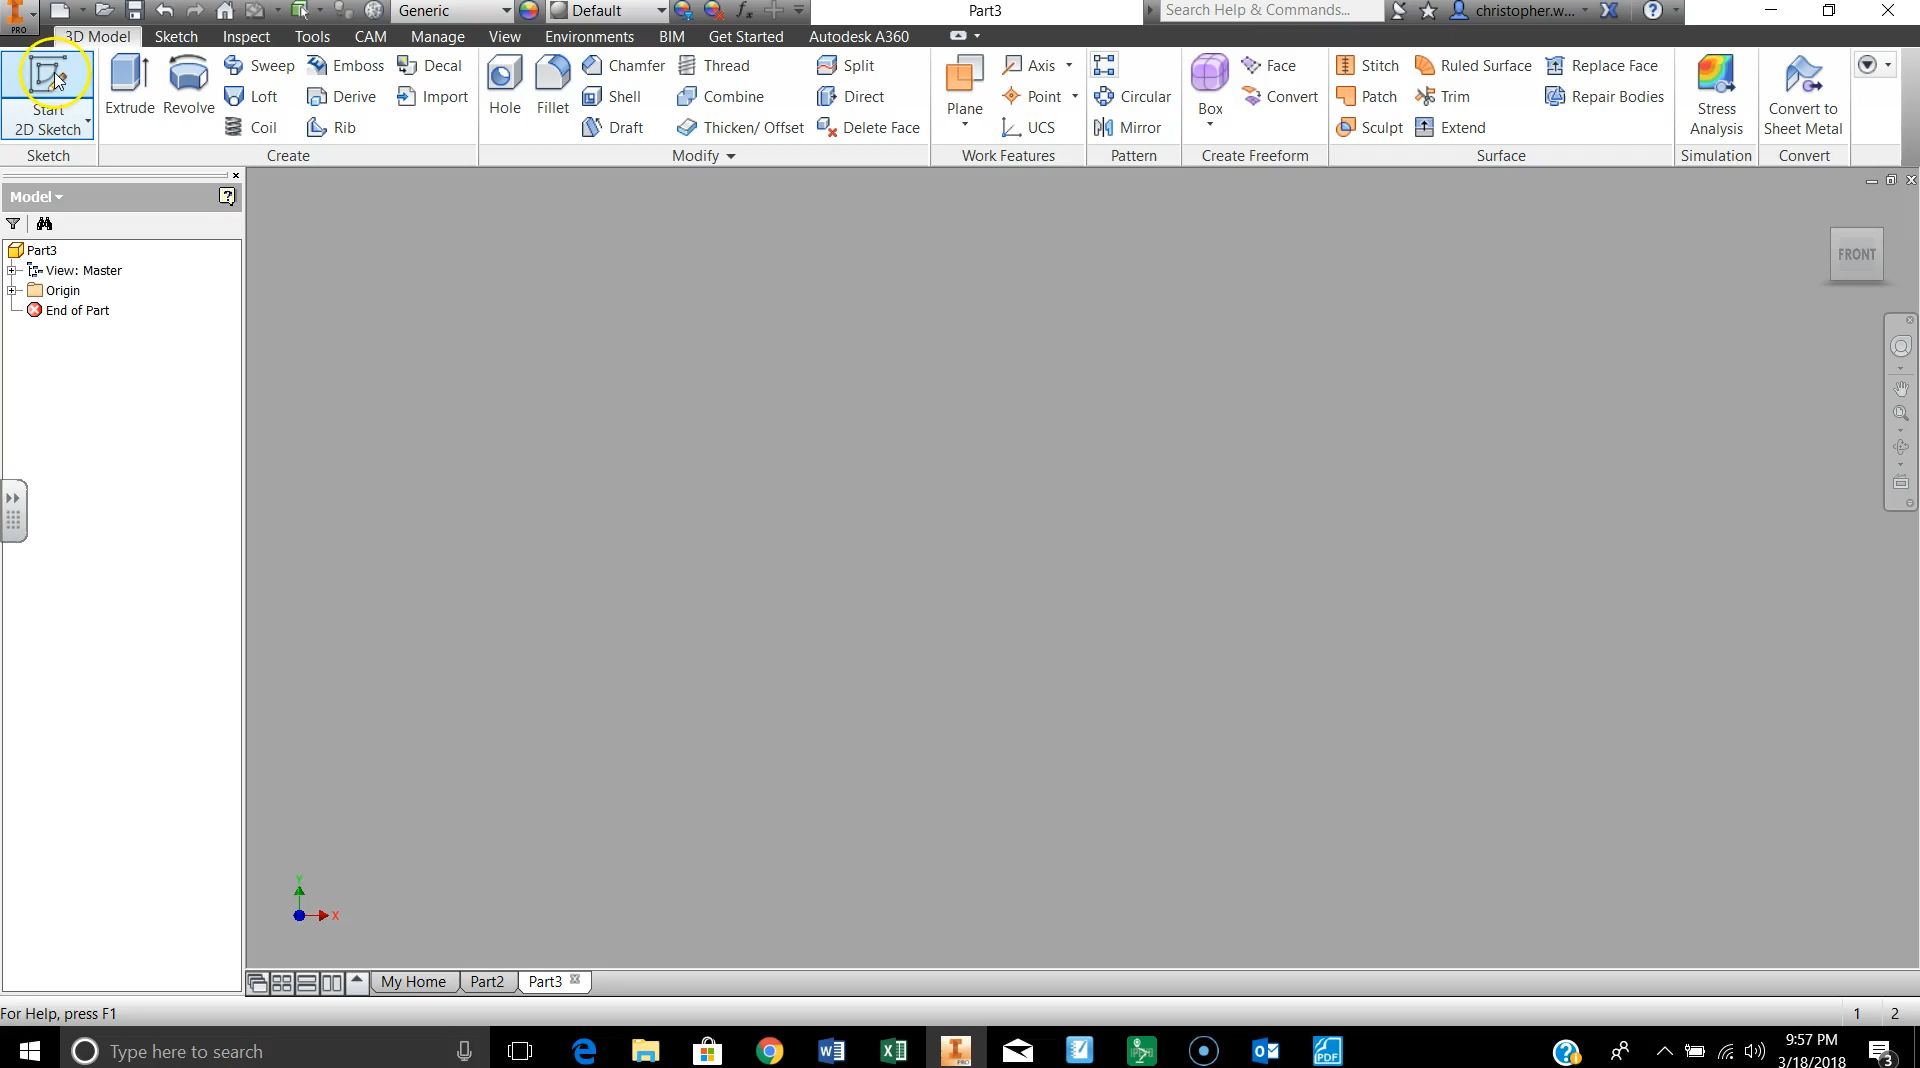 PRO
Generic
Default
Part3
Search Help & Commands...
christopher.w...
3D Model Sketch Inspect Tools CAM Manage View Environments BIM Get Started Autodesk A360
Start
2D Sketch
Sketch
Extrude
Revolve
Sweep
Loft
Coil
Emboss
Derive
Rib
Decal
Import
Create
Hole
Fillet
Chamfer
Shell
Draft
Thread
Combine
Thicken/ Offset
Split
Direct
Delete Face
Modify
Plane
Axis
Point
UCS
Work Features
Circular
Mirror
Pattern
Box
Face
Convert
Create Freeform
Stitch
Patch
Sculpt
Ruled Surface
Trim
Extend
Replace Face
Repair Bodies
Surface
Stress
Analysis
Simulation
Convert to
Sheet Metal
Convert
Model
Part3
View: Master
Origin
End of Part
FRONT
Y
X
My Home Part2 Part3
For Help, press F1
1 2
Type here to search
PRO
PDF
9:57 PM
3/18/2018
3